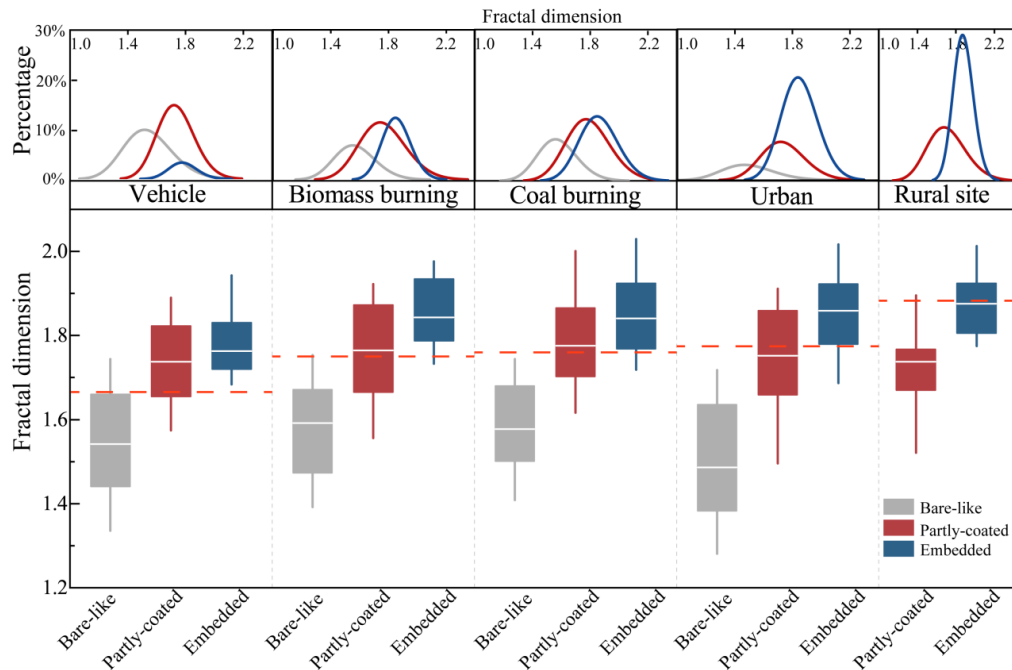 Fractal dimension
30% 1.0 1.4 1.8 2.2 1.0 1.4 1.8 2.2 1.0 1.4 1.8 2.2 1.0 1.4 1.8 2.2 1.0 1.4 1.8 2.2
20%
10%
0%
Percentage
Vehicle Biomass burning Coal burning Urban Rural site
2.0
1.8
1.6
1.4
1.2
Fractal dimension
Bare-like
Partly-coated
Embedded
Bare-like Partly-coated Embedded Bare-like Partly-coated Embedded Bare-like Partly-coated Embedded Bare-like Partly-coated Embedded Partly-coated Embedded